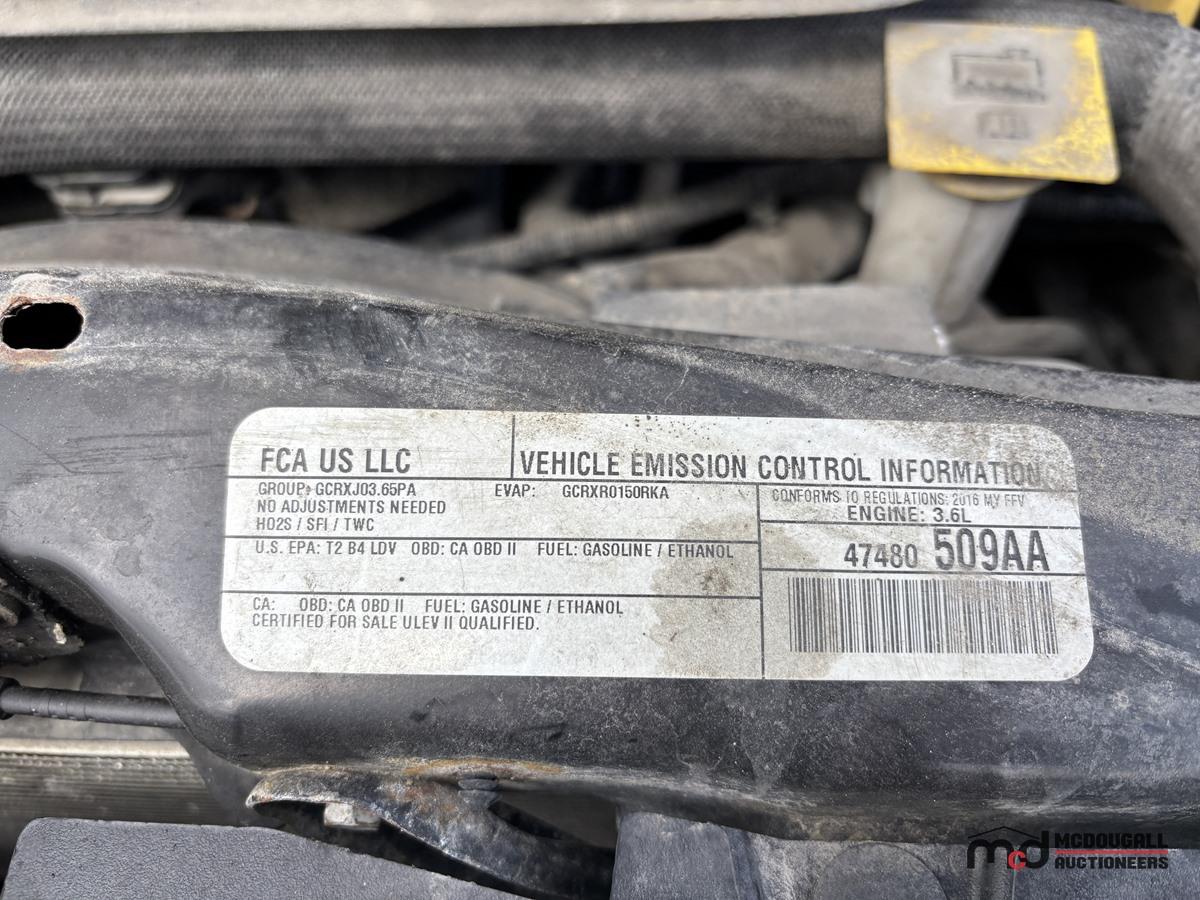 FCA US LLC
VEHICLE EMISSION CONTROL INFORMATION
GROUP: GCRXJ03.65PA EVAP: GCRXR0150RKA
NO ADJUSTMENTS NEEDED
HO2S / SFI / TWC
CONFORMS TO REGULATIONS: 2016 MY FFV
ENGINE: 3.6L
U.S. EPA: T2 B4 LDV OBD: CA OBD II FUEL: GASOLINE / ETHANOL
47480 509AA
CA: OBD: CA OBD II FUEL: GASOLINE / ETHANOL
CERTIFIED FOR SALE ULEV II QUALIFIED.
mcd MCDOUGALL
AUCTIONEERS